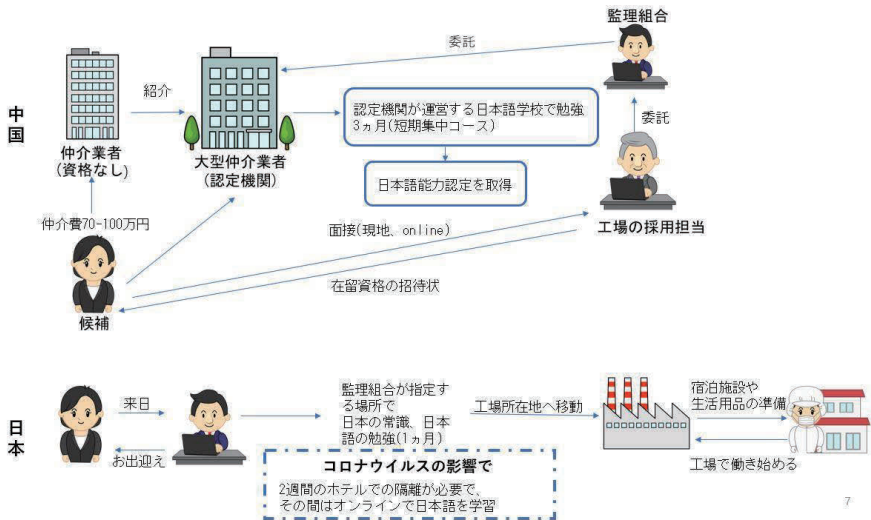 監理組合
委託
紹介
中国
認定機関が運営する日本語学校で勉強
3ヵ月(短期集中コース)
委託
仲介業者
(資格なし)
大型仲介業者
(認定機関)
日本語能力認定を取得
仲介費70-100万円
面接(現地、online)
工場の採用担当
在留資格の招待状
候補
日本
来日
お出迎え
監理組合が指定す
る場所で
日本の常識、日本
語の勉強(1ヵ月)
工場所在地へ移動
宿泊施設や
生活用品の準備
工場で働き始める
コロナウイルスの影響で
2週間のホテルでの隔離が必要で、
その間はオンラインで日本語を学習
7